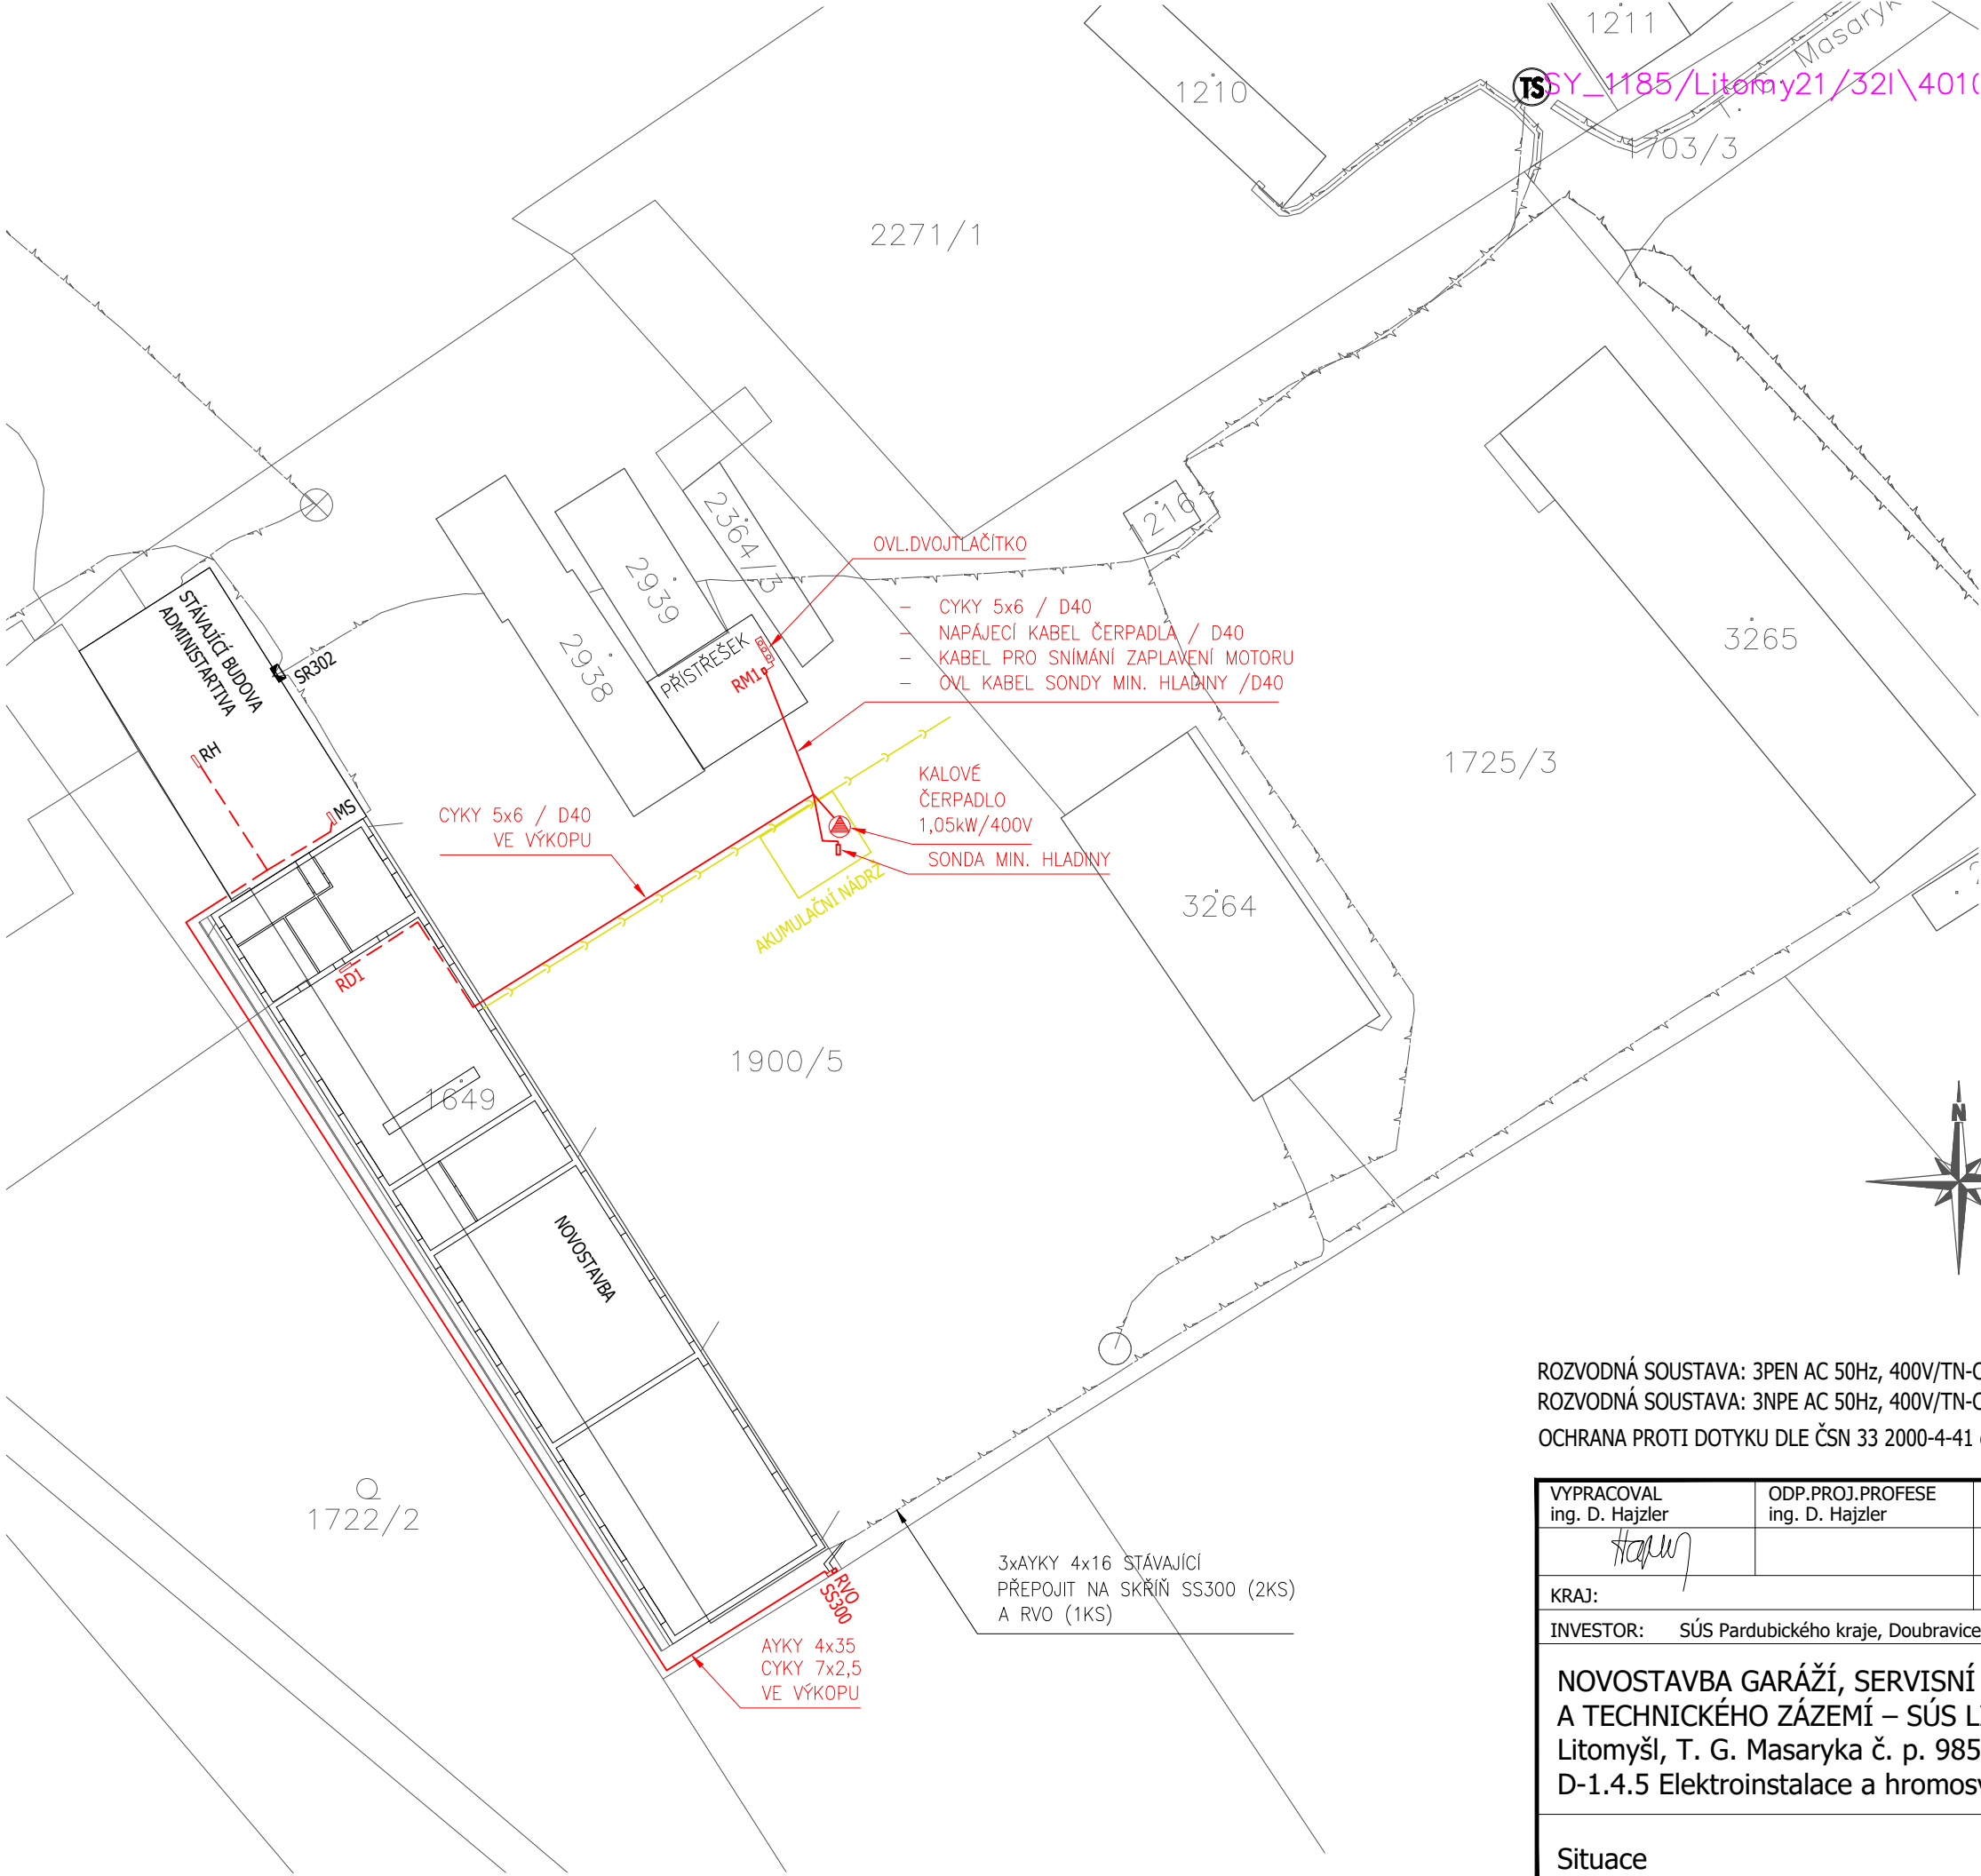 1211
T. G. Masaryk
TS
SY_1185/Litomy21/32l\401
1210
1703/3
2271/1
1216
2364/3
OVL.DVOJTLAČÍTKO
2939
- CYKY 5x6 / D40
- NAPÁJECÍ KABEL ČERPADLA / D40
- KABEL PRO SNÍMÁNÍ ZAPLAVENÍ MOTORU
- OVL KABEL SONDY MIN. HLADINY /D40
3265
STÁVAJÍCÍ BUDOVA
ADMINISTARTIVA
SR302
2938
PŘÍSTŘEŠEK
RM1
RH
1725/3
KALOVÉ
ČERPADLO
1,05kW/400V
MS
CYKY 5x6 / D40
VE VÝKOPU
SONDA MIN. HLADINY
AKUMULAČNÍ NÁDRŽ
3264
RD1
1900/5
1649
N
NOVOSTAVBA
ROZVODNÁ SOUSTAVA: 3PEN AC 50Hz, 400V/TN-C
ROZVODNÁ SOUSTAVA: 3NPE AC 50Hz, 400V/TN-C
OCHRANA PROTI DOTYKU DLE ČSN 33 2000-4-41
1722/2
VYPRACOVAL
ing. D. Hajzler
ODP.PROJ.PROFESE
ing. D. Hajzler
3xAYKY 4x16 STÁVAJÍCÍ
PŘEPOJIT NA SKŘÍŇ SS300 (2KS)
A RVO (1KS)
RVO
SS300
KRAJ:
INVESTOR: SÚS Pardubického kraje, Doubravice
AYKY 4x35
CYKY 7x2,5
VE VÝKOPU
NOVOSTAVBA GARÁŽÍ, SERVISNÍ
A TECHNICKÉHO ZÁZEMÍ – SÚS L
Litomyšl, T. G. Masaryka č. p. 985
D-1.4.5 Elektroinstalace a hromosv
Situace